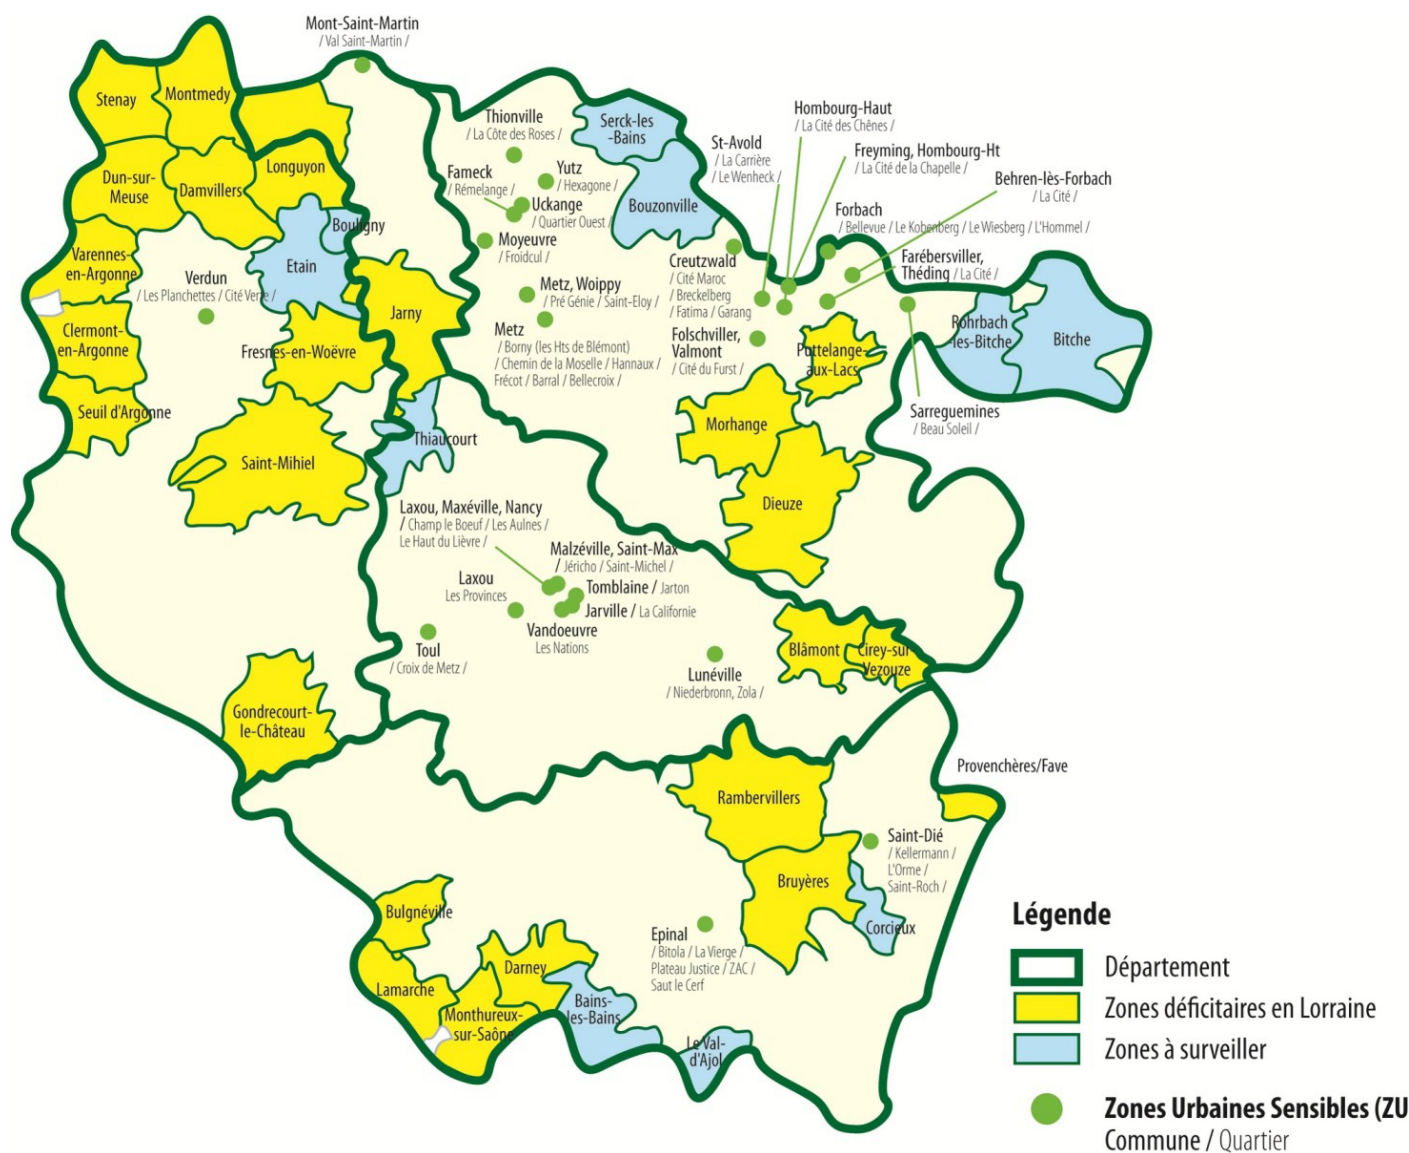 Mont-Saint-Martin
/ Val Saint-Martin /
Stenay
Montmedy
Thionville
/ La Côte des Roses /
Serck-les
-Bains
Hombourg-Haut
/ La Cité des Chênes /
St-Avold
/ La Carrière
/ Le Wenheck /
Freyming, Hombourg-Ht
/ La Cité de la Chapelle /
Dun-sur-
Meuse
Damvillers
Longuyon
Fameck
/ Rémelange /
Yutz
/ Hexagone /
Behren-lès-Forbach
/ La Cité /
Uckange
/ Quartier Ouest /
Bouzonville
Forbach
/ Bellevue / Le Kobenberg / Le Wiesberg / L'Hommel /
Bouligny
Varennes-
en-Argonne
Etain
Moyeuvre
/ Froidcul /
Creutzwald
/ Cité Maroc
/ Breckelberg
/ Fatima / Garang
Farébersviller,
Théding / La Cité /
Verdun
/ Les Planchettes / Cité Verte /
Metz, Woippy
/ Pré Génie / Saint-Eloy /
Jarny
Clermont-
en-Argonne
Fresnes-en-Woëvre
Metz
/ Borny (les Hts de Blémont)
/ Chemin de la Moselle / Hannaux /
Frécot / Barral / Bellecroix /
Folschviller,
Valmont
/ Cité du Furst /
Puttelange-
aux-Lacs
Rohrbach
-les-Bitche
Bitche
Seuil d'Argonne
Thiaucourt
Morhange
Sarreguemines
/ Beau Soleil /
Saint-Mihiel
Dieuze
Laxou, Maxéville, Nancy
/ Champ le Boeuf / Les Aulnes /
Le Haut du Lièvre /
Malzéville, Saint-Max
/ Jéricho / Saint-Michel /
Laxou
Les Provinces
Tomblaine / Jarton
Jarville / La Californie
Vandoeuvre
Les Nations
Toul
/ Croix de Metz /
Lunéville
/ Niederbronn, Zola /
Blâmont
Cirey-sur-
Vezouze
Gondrecourt-
le-Château
Provenchères/Fave
Rambervillers
Saint-Dié
/ Kellermann /
L'Orme /
Saint-Roch /
Bruyères
Bulgnéville
Corcieux
Epinal
/ Bitola / La Vierge /
Plateau Justice / ZAC /
Saut le Cerf
Darney
Lamarche
Monthureux-
sur-Saône
Bains-
les-Bains
Le Val-
d'Ajol
Légende
Département
Zones déficitaires en Lorraine
Zones à surveiller
Zones Urbaines Sensibles (ZU
Commune / Quartier